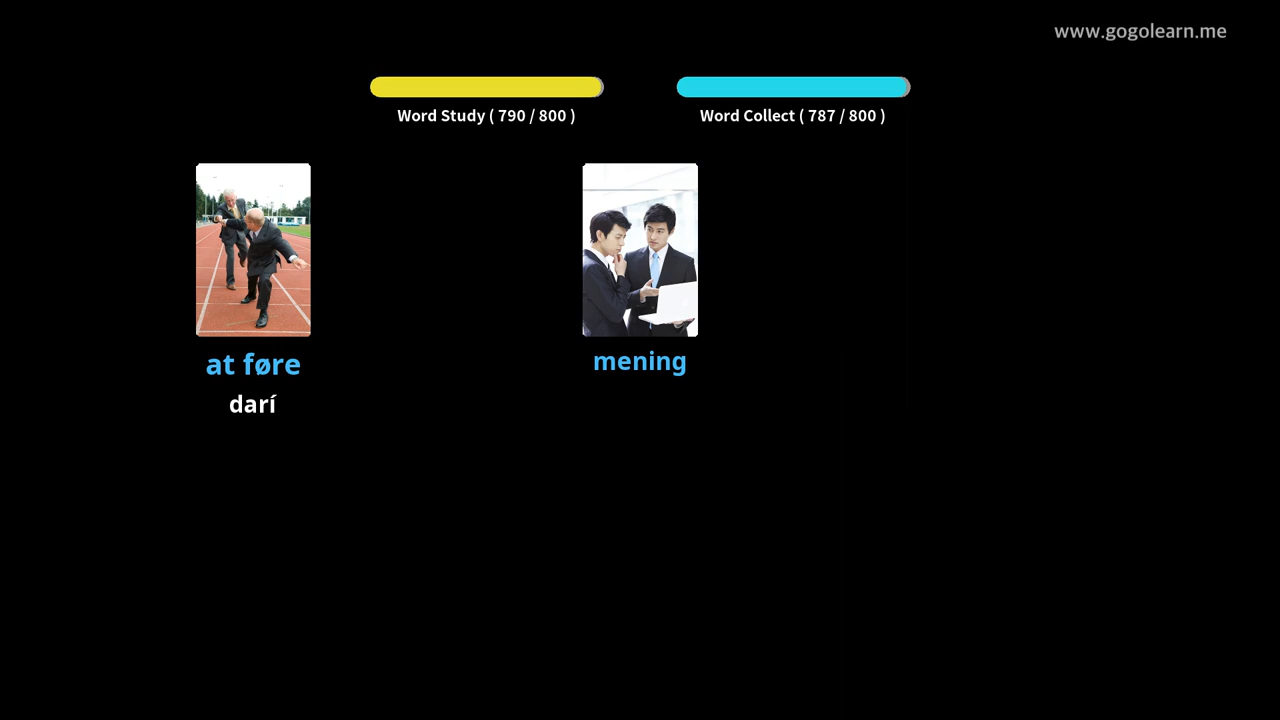 www.gogolearn.me
Word Study ( 790 / 800 )
Word Collect ( 787 / 800 )
at føre
darí
mening